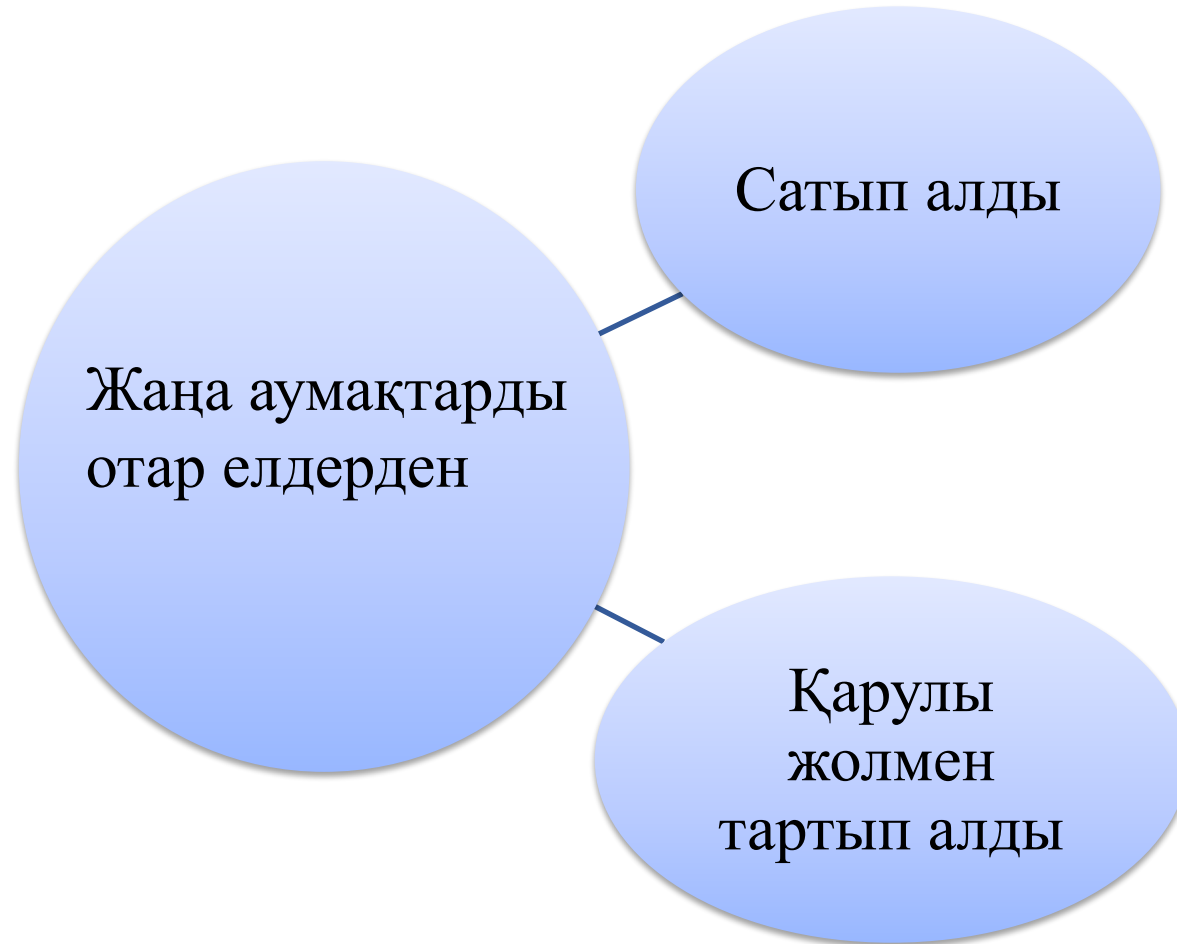 Сатып алды
Жаңа аумақтарды
отар елдерден
Қарулы
жолмен
тартып алды